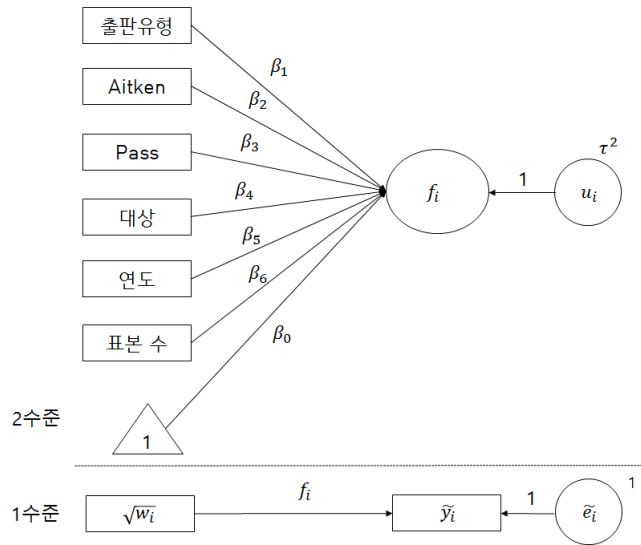 출판유형
β₁
Aitken
β₂
Pass
β₃
τ²
fᵢ
1
uᵢ
대상
β₄
연도
β₅
표본 수
β₆
β₀
2수준
1
1수준
√wᵢ
fᵢ
ỹᵢ
1
ẽᵢ
1